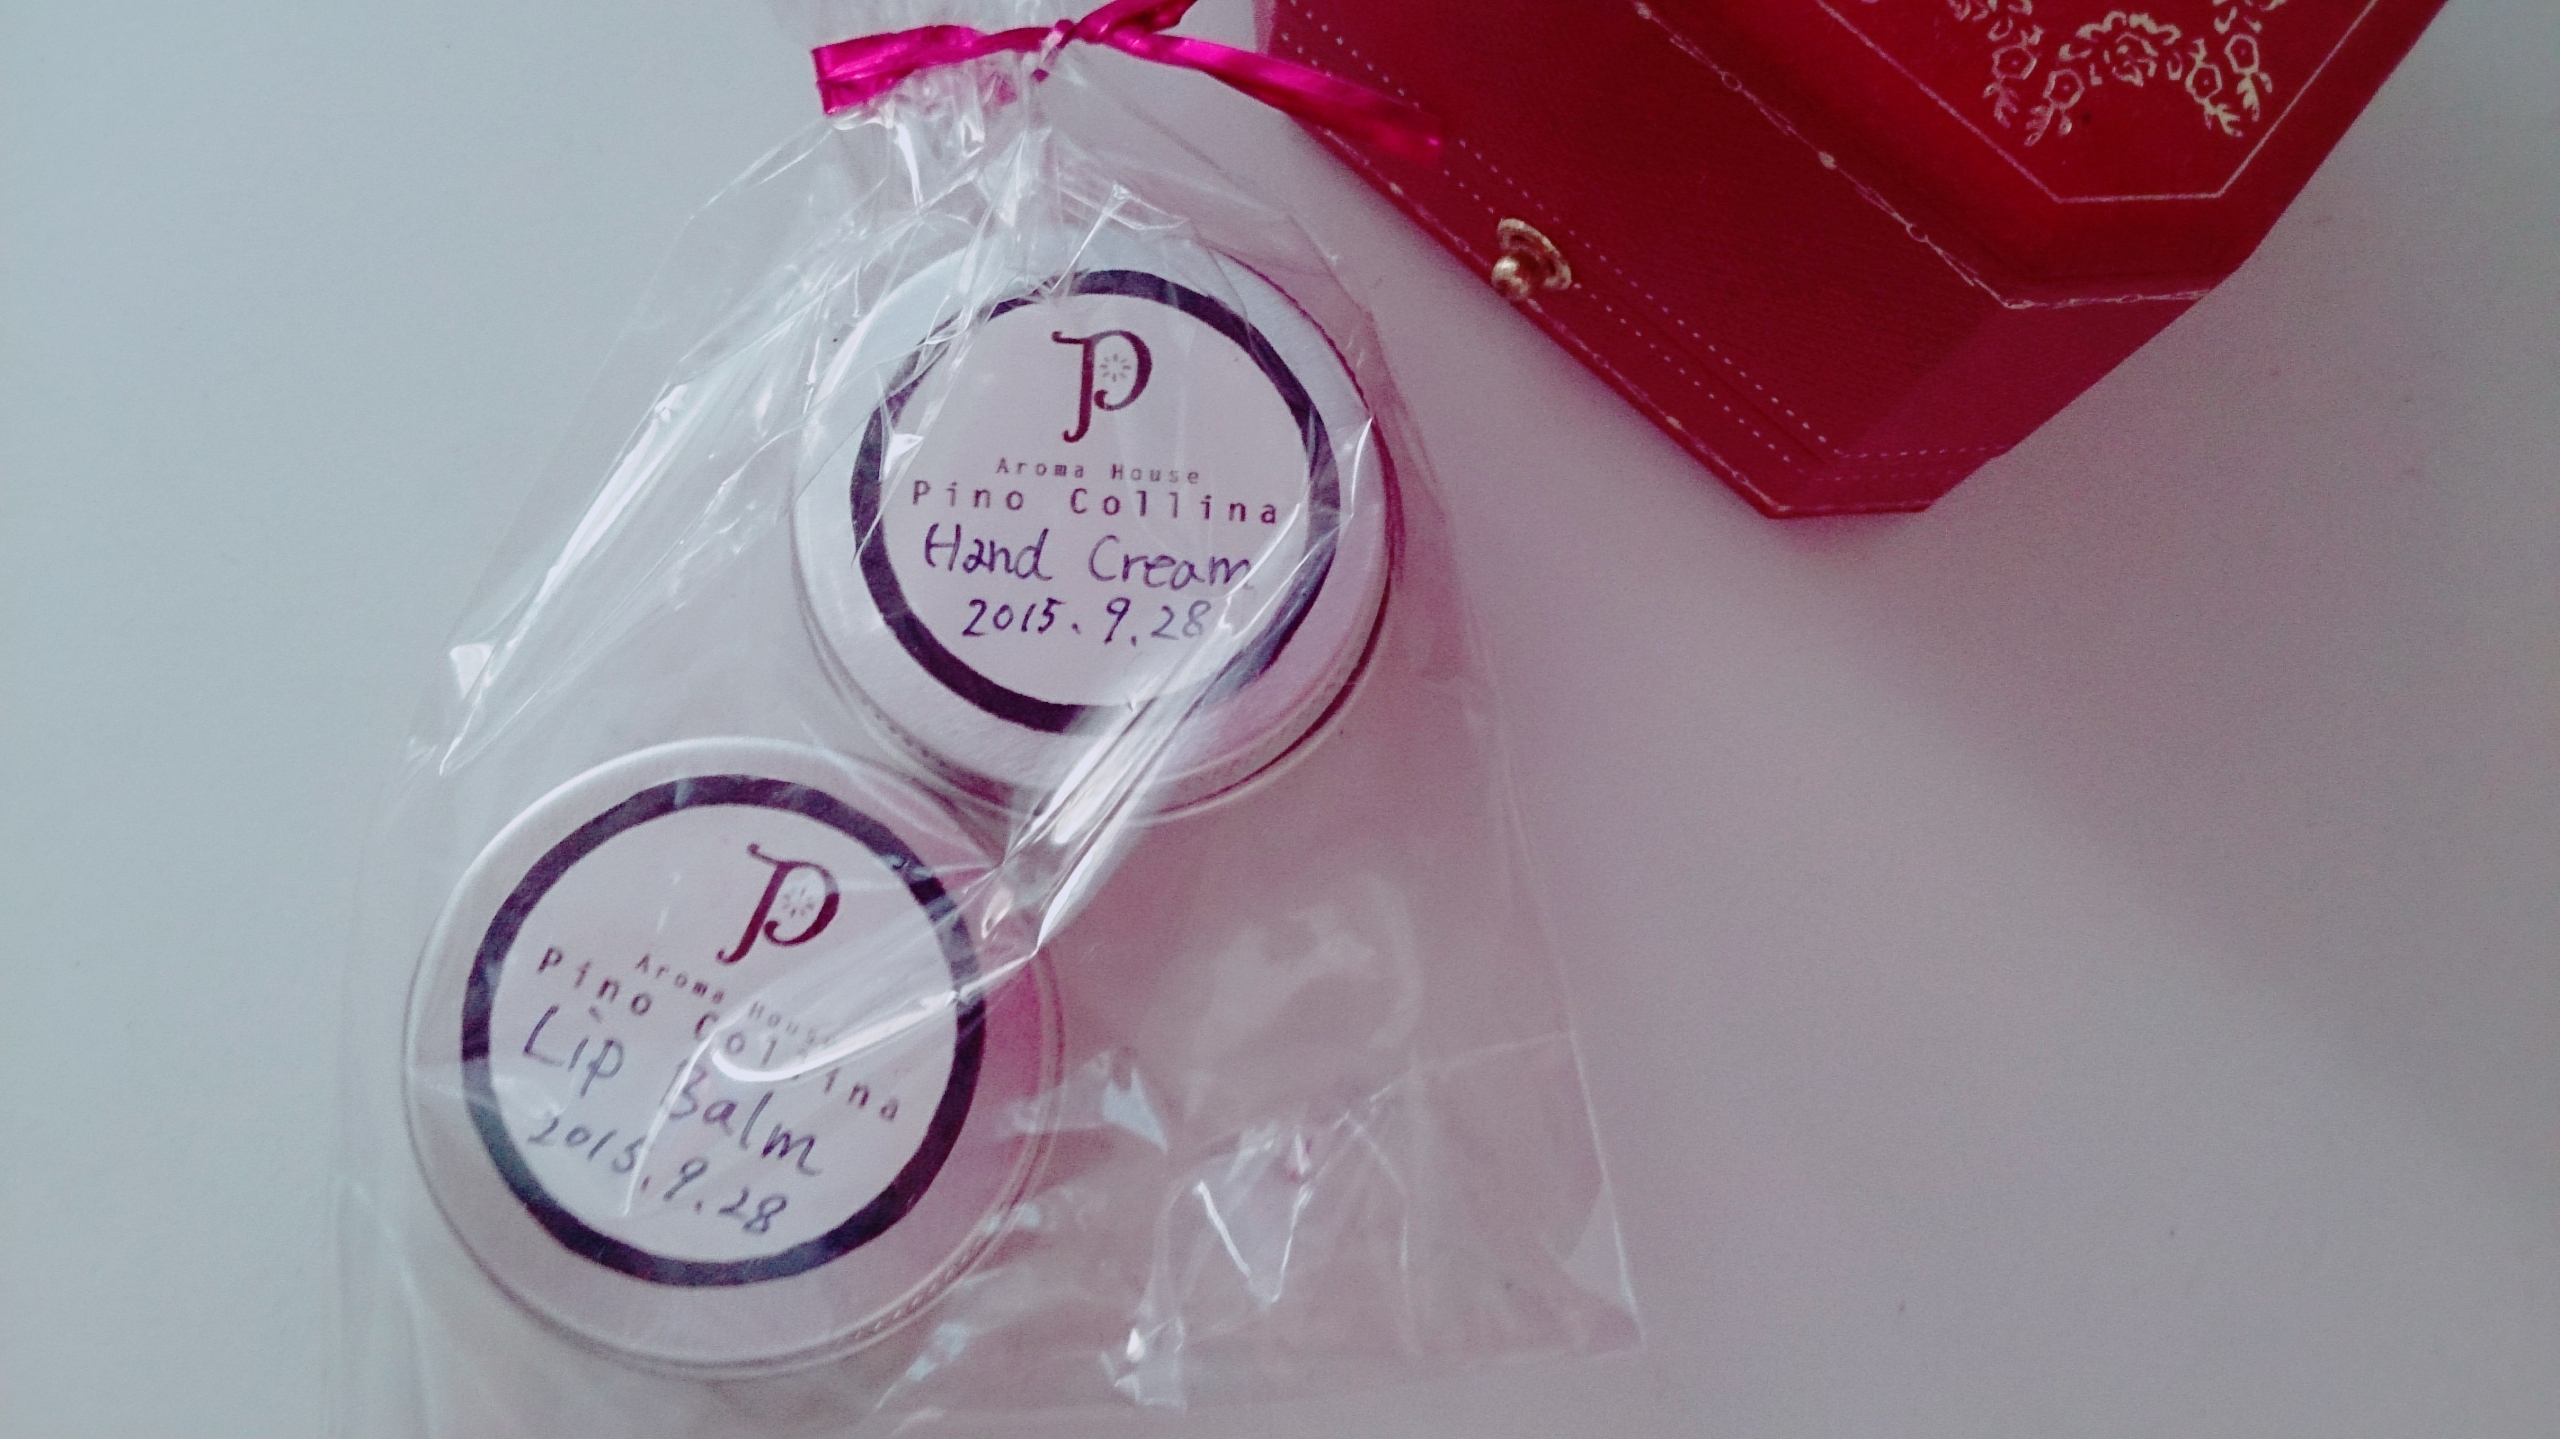 P
Aroma House
Pino Collina
Hand Cream
2015.9.28
P
Aroma House
Pino Collina
Lip Balm
2015.9.28